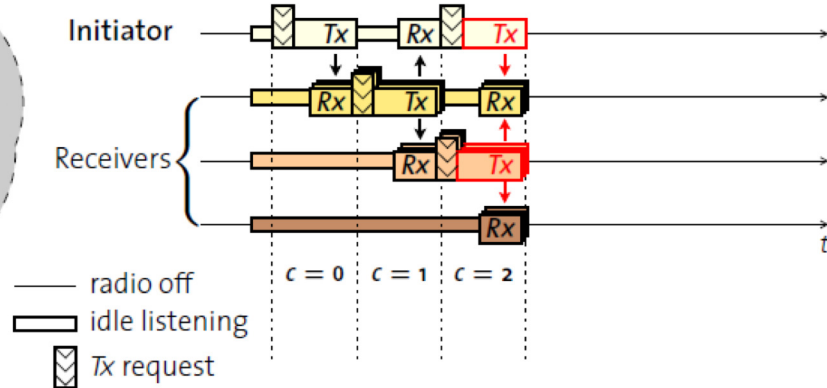 Initiator Tx Rx Tx
Rx Tx Rx
Receivers Rx Tx
Rx
t
c = 0 c = 1 c = 2
radio off
idle listening
Tx request